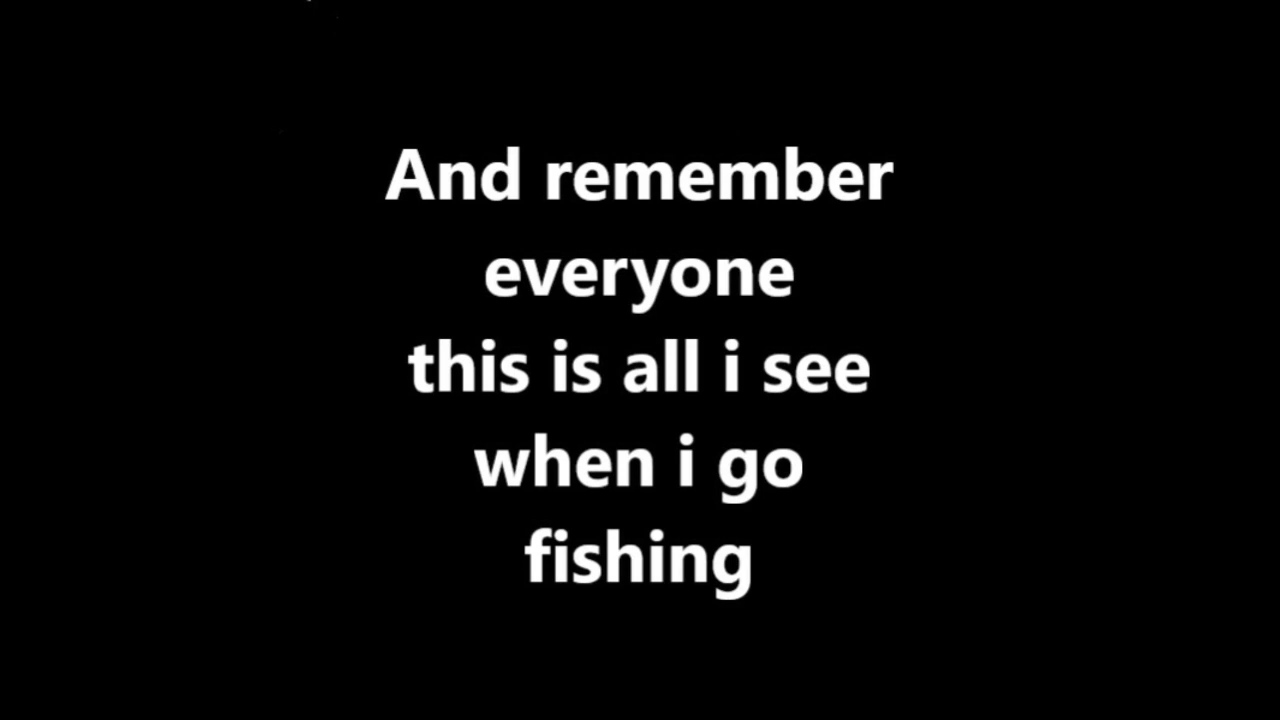 And remember
everyone
this is all i see
when i go
fishing